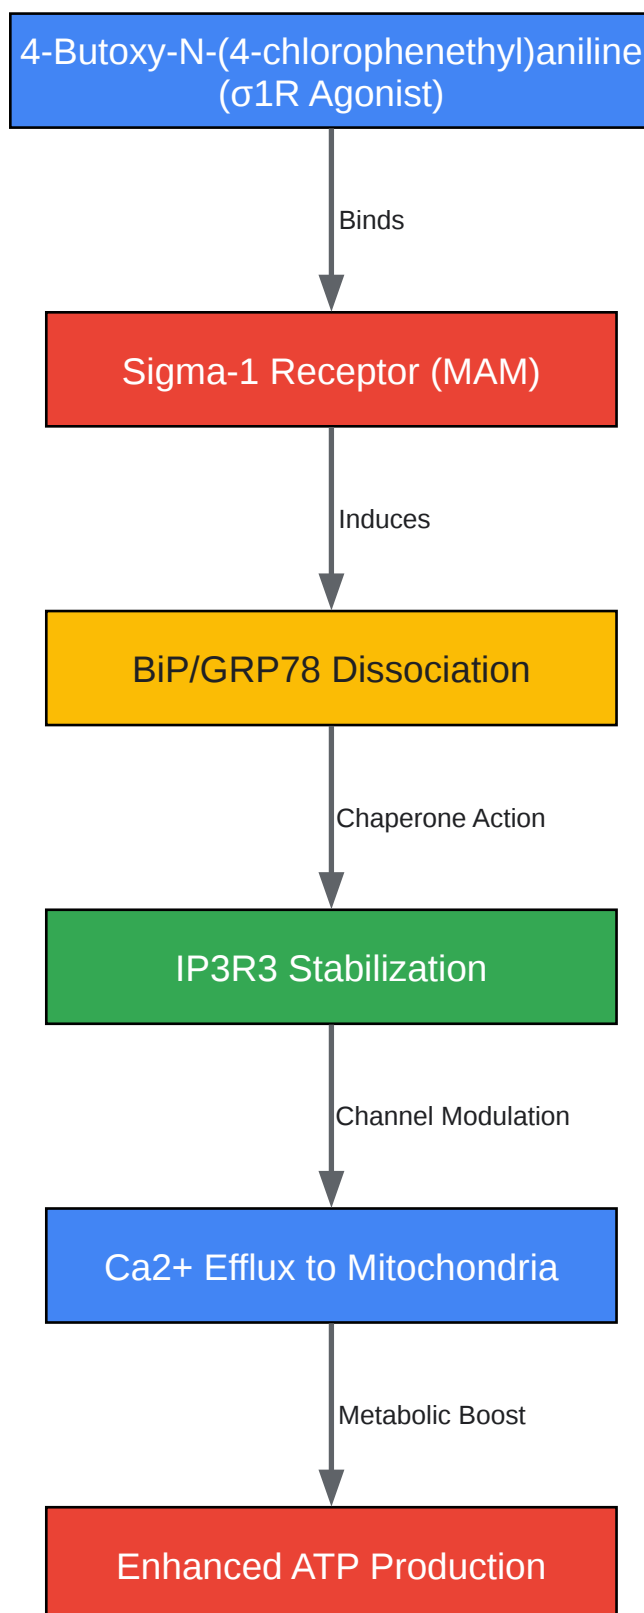 4-Butoxy-N-(4-chlorophenethyl)aniline
(σ1R Agonist)
Binds
Sigma-1 Receptor (MAM)
Induces
BiP/GRP78 Dissociation
Chaperone Action
IP3R3 Stabilization
Channel Modulation
Ca2+ Efflux to Mitochondria
Metabolic Boost
Enhanced ATP Production